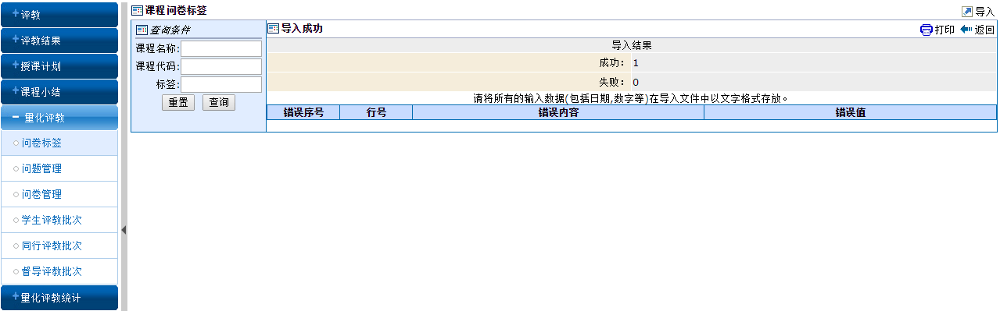 评教
评教结果
授课计划
课程小结
量化评教
问卷标签
问题管理
问卷管理
学生评教批次
同行评教批次
督导评教批次
量化评教统计
课程问卷标签
导入
查询条件
课程名称:
课程代码:
标签:
重置 查询
导入成功
打印 返回
导入结果
成功: 1
失败: 0
请将所有的输入数据(包括日期,数字等)在导入文件中以文字格式存放。
错误序号 行号 错误内容 错误值